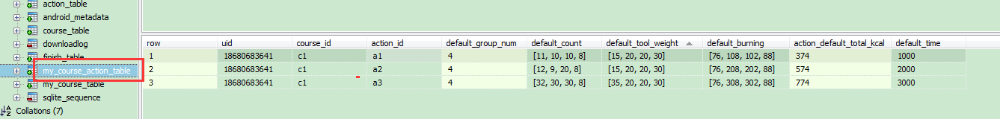 action_table
android_metadata
course_table
downloadlog
finish_table
my_course_action_table
my_course_table
sqlite_sequence
Collations (7)
row uid course_id action_id default_group_num default_count default_tool_weight default_burning action_default_total_kcal default_time
1 18680683641 c1 a1 4 [11, 10, 10, 8] [15, 20, 20, 30] [76, 108, 102, 88] 374 1000
2 18680683641 c1 a2 4 [12, 9, 20, 8] [15, 20, 20, 30] [76, 208, 202, 88] 574 2000
3 18680683641 c1 a3 4 [32, 30, 30, 8] [35, 20, 20, 30] [76, 308, 302, 88] 774 3000